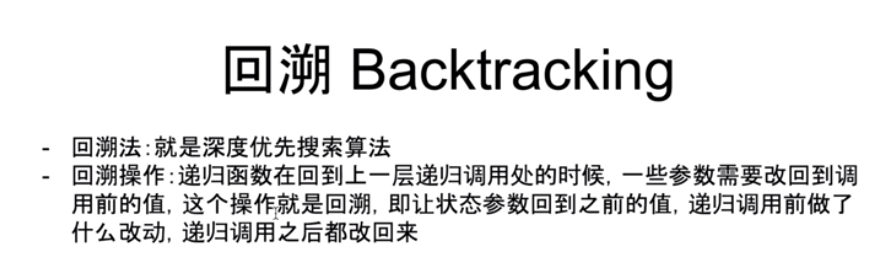 回溯 Backtracking
- 回溯法：就是深度优先搜索算法
- 回溯操作：递归函数在回到上一层递归调用处的时候，一些参数需要改回到调
用前的值，这个操作就是回溯，即让状态参数回到之前的值，递归调用前做了
什么改动，递归调用之后都改回来